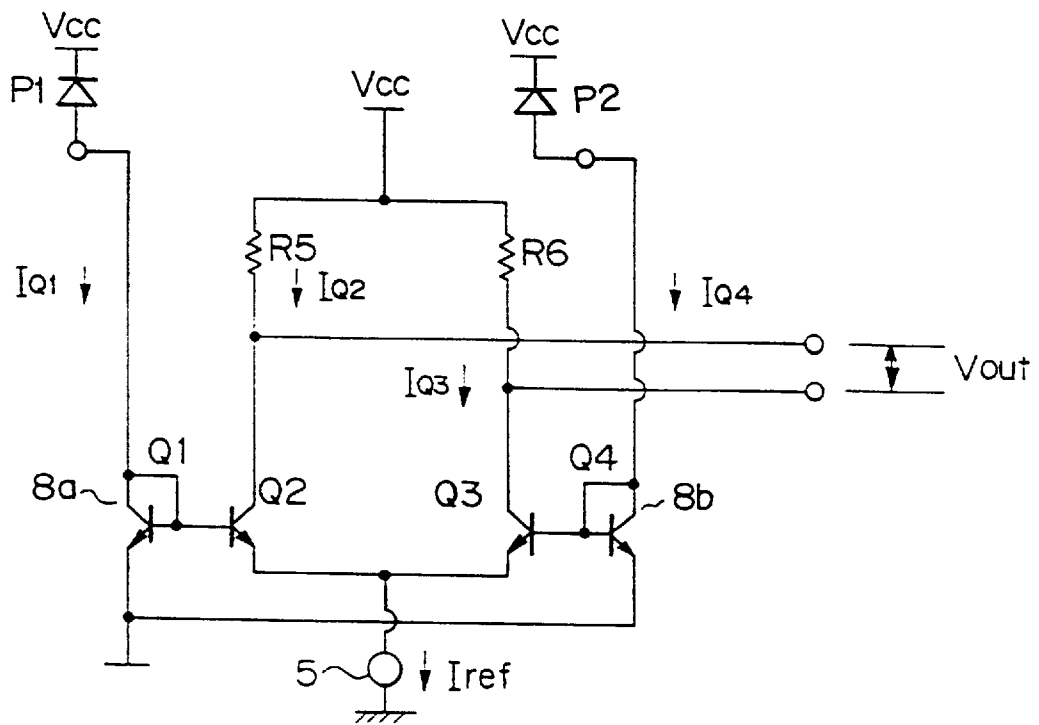 Vcc
P1
Vcc
Vcc
P2
R5
R6
IQ1
IQ2
IQ4
IQ3
Vout
Q1
8a
Q2
Q3
Q4
8b
5
Iref